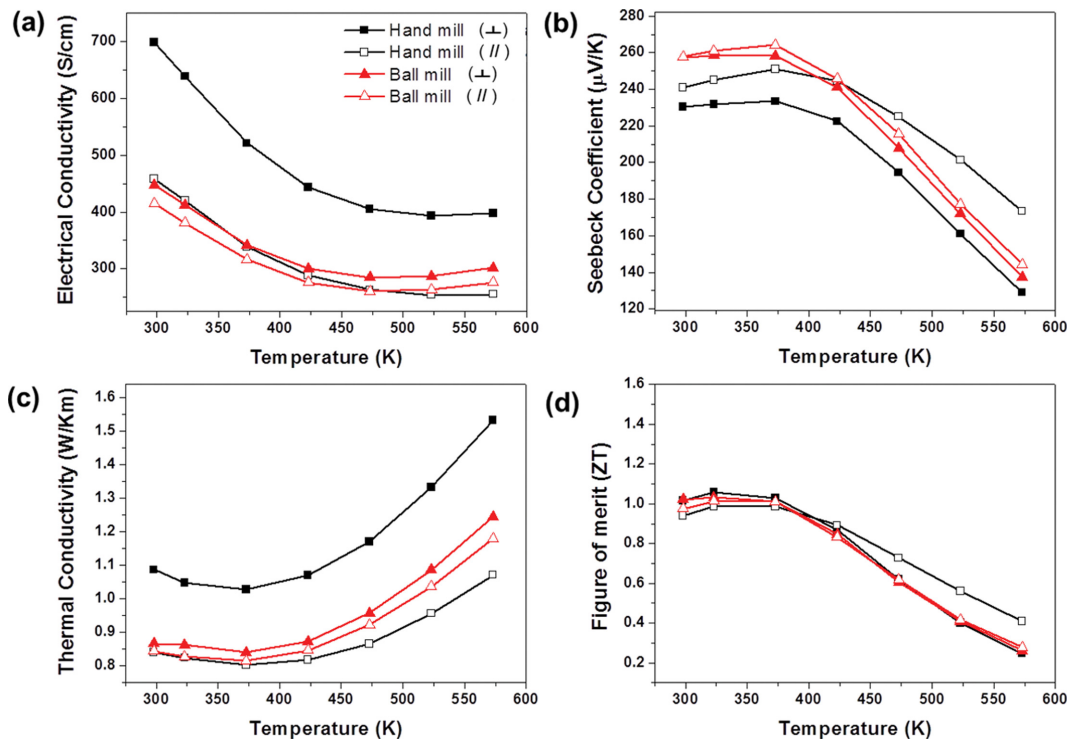 (a)
Electrical Conductivity (S/cm)
700
600
500
400
300
300 350 400 450 500 550 600
Temperature (K)
Hand mill (⊥)
Hand mill (//)
Ball mill (⊥)
Ball mill (//)
(b)
Seebeck Coefficient (μV/K)
280
260
240
220
200
180
160
140
120
300 350 400 450 500 550 600
Temperature (K)
(c)
Thermal Conductivity (W/Km)
1.6
1.5
1.4
1.3
1.2
1.1
1.0
0.9
0.8
300 350 400 450 500 550 600
Temperature (K)
(d)
Figure of merit (ZT)
1.6
1.4
1.2
1.0
0.8
0.6
0.4
0.2
300 350 400 450 500 550 600
Temperature (K)